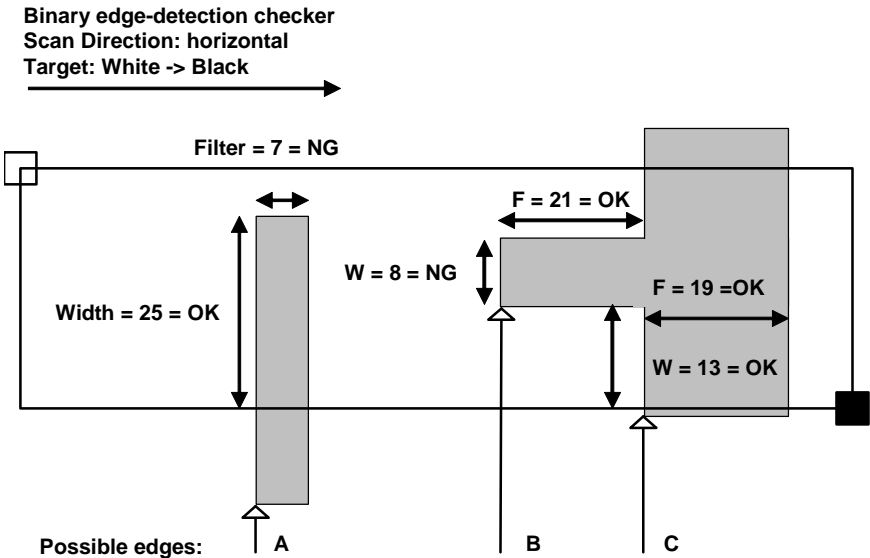 Binary edge-detection checker
Scan Direction: horizontal
Target: White -> Black
Filter = 7 = NG
F = 21 = OK
W = 8 = NG
F = 19 =OK
Width = 25 = OK
W = 13 = OK
Possible edges: A B C